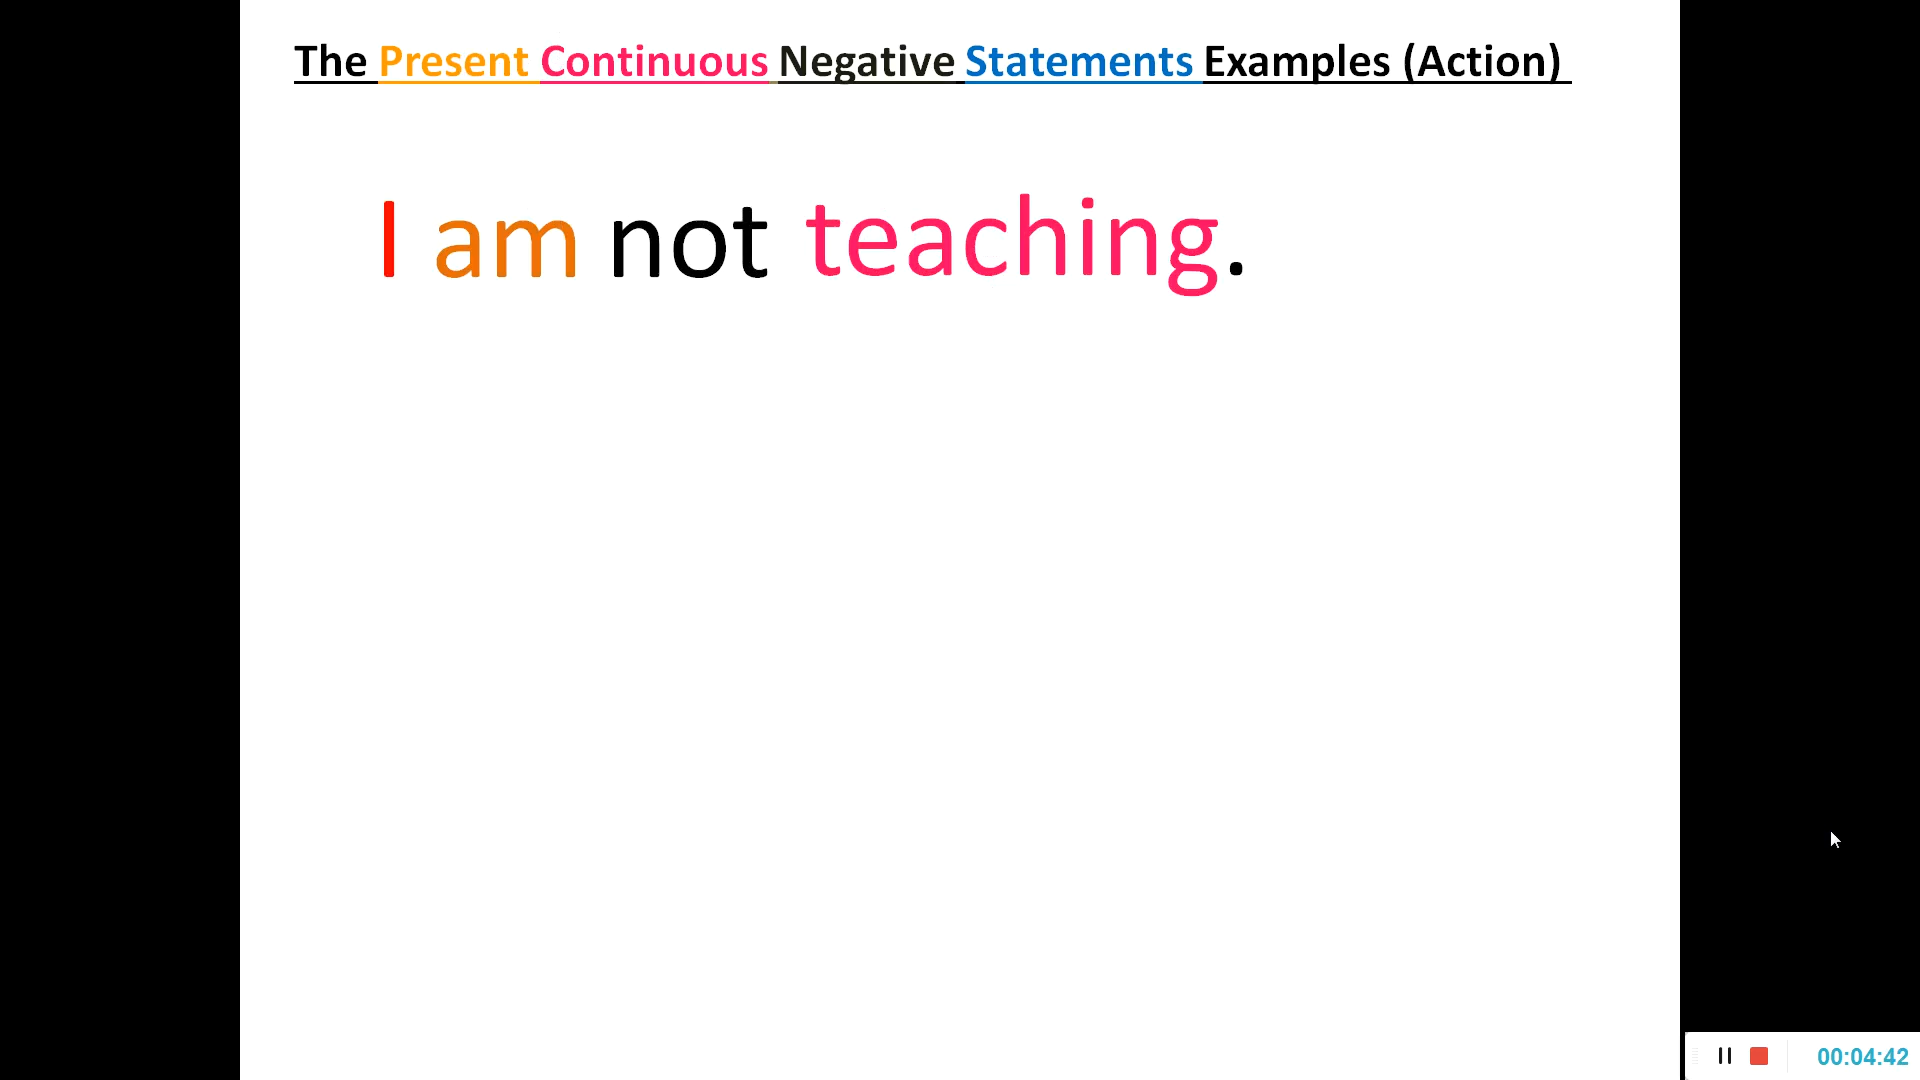 The Present Continuous Negative Statements Examples (Action)
I am not teaching.
00:04:42